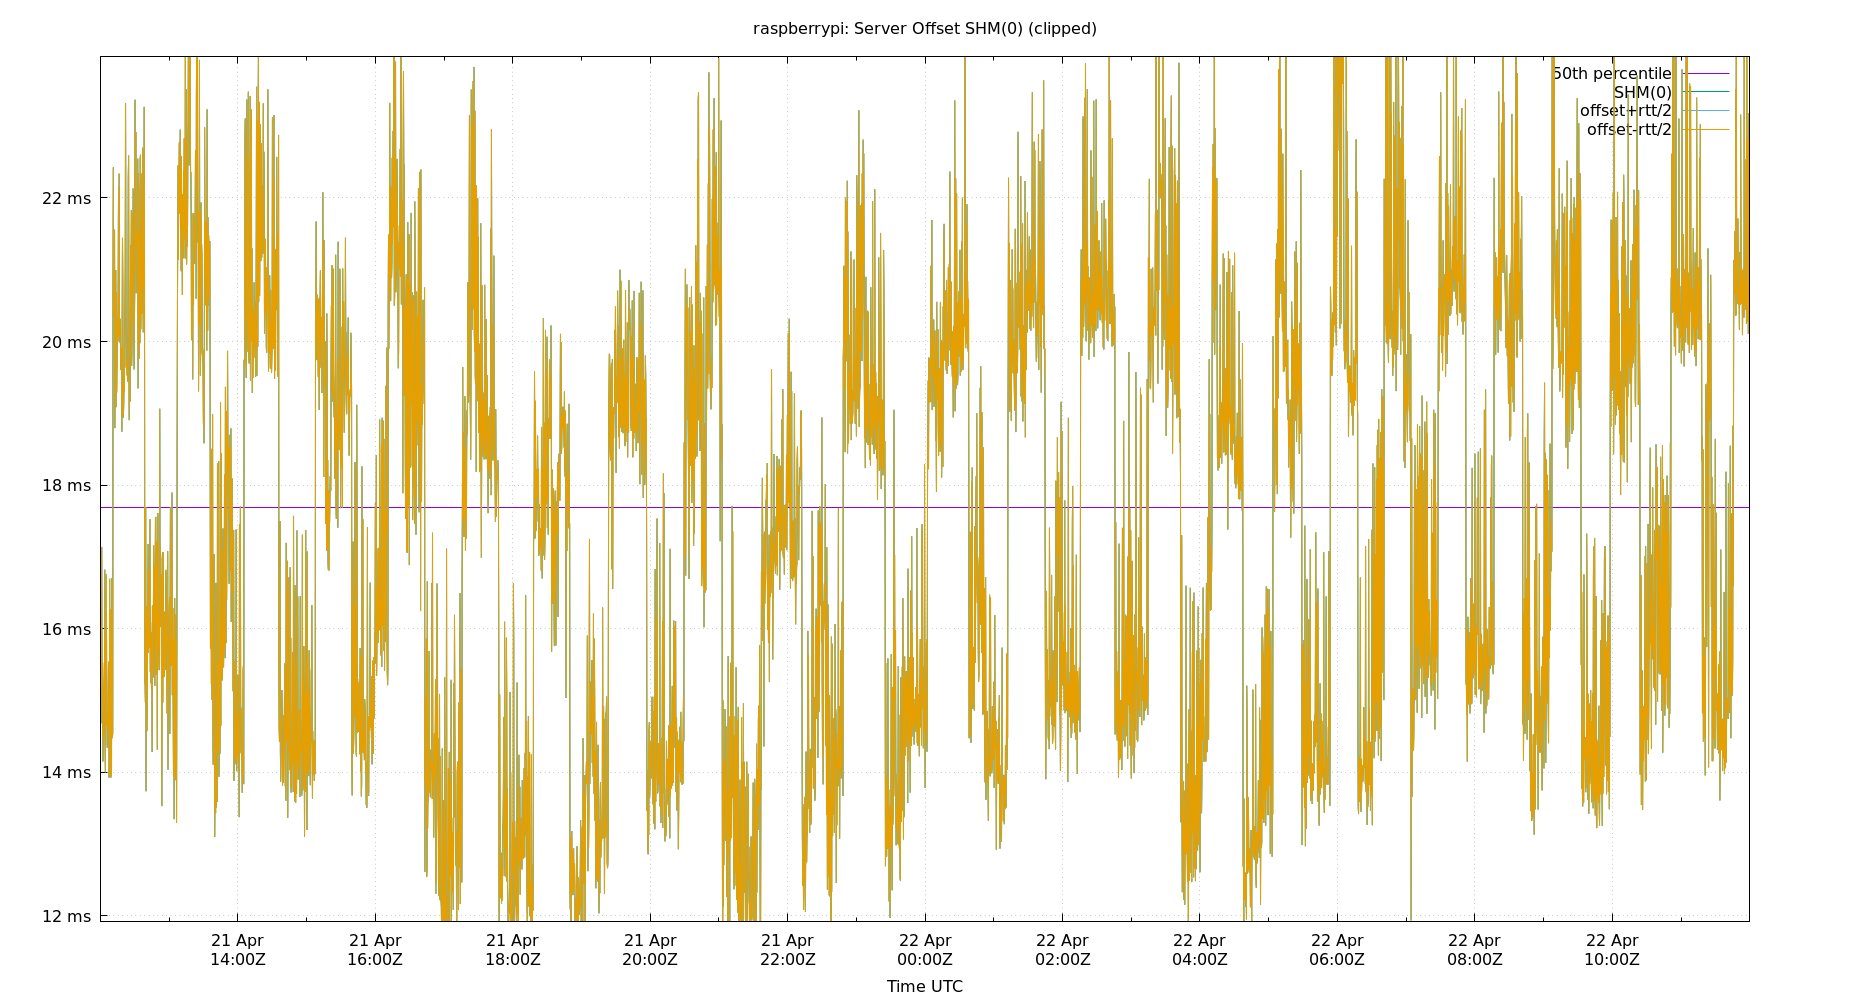 raspberrypi: Server Offset SHM(0) (clipped)
50th percentile
SHM(0)
offset+rtt/2
offset-rtt/2
22 ms
20 ms
18 ms
16 ms
14 ms
12 ms
21 Apr 21 Apr 21 Apr 21 Apr 21 Apr 22 Apr 22 Apr 22 Apr 22 Apr 22 Apr 22 Apr
14:00Z 16:00Z 18:00Z 20:00Z 22:00Z 00:00Z 02:00Z 04:00Z 06:00Z 08:00Z 10:00Z
Time UTC